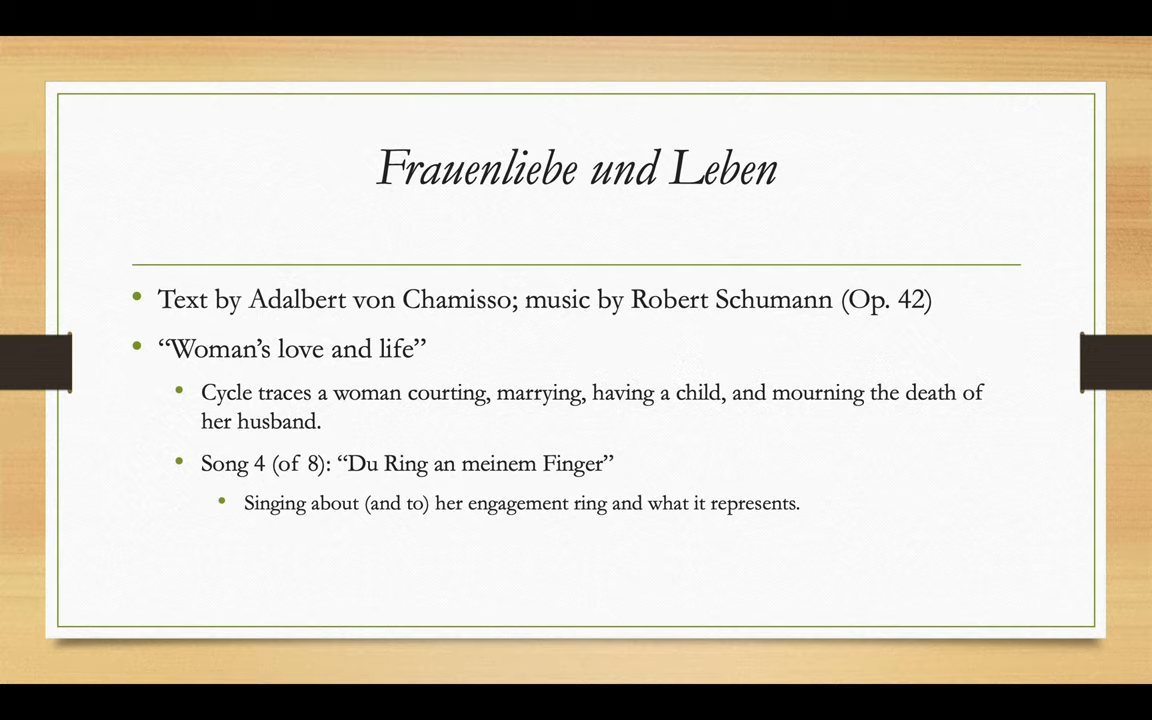 Frauenliebe und Leben
• Text by Adalbert von Chamisso; music by Robert Schumann (Op. 42)
• “Woman’s love and life”
• Cycle traces a woman courting, marrying, having a child, and mourning the death of
her husband.
• Song 4 (of 8): “Du Ring an meinem Finger”
• Singing about (and to) her engagement ring and what it represents.